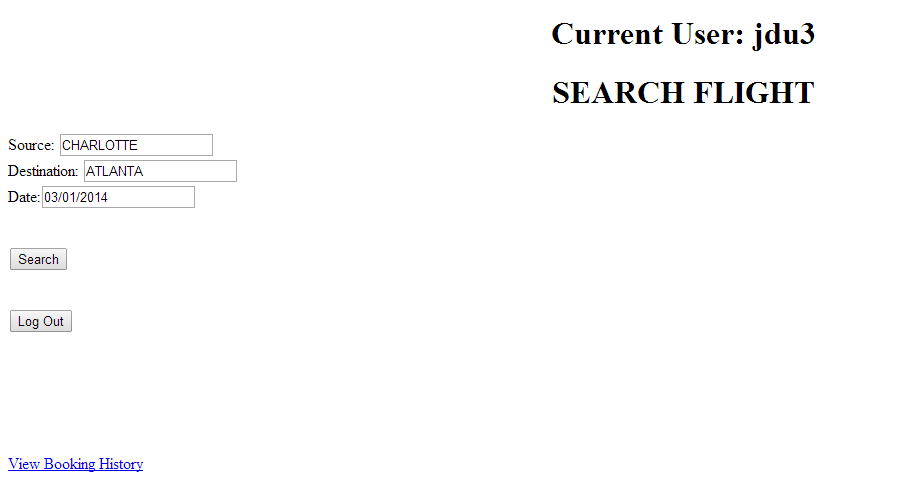 Current User: jdu3
SEARCH FLIGHT
Source: CHARLOTTE
Destination: ATLANTA
Date: 03/01/2014
Search
Log Out
View Booking History